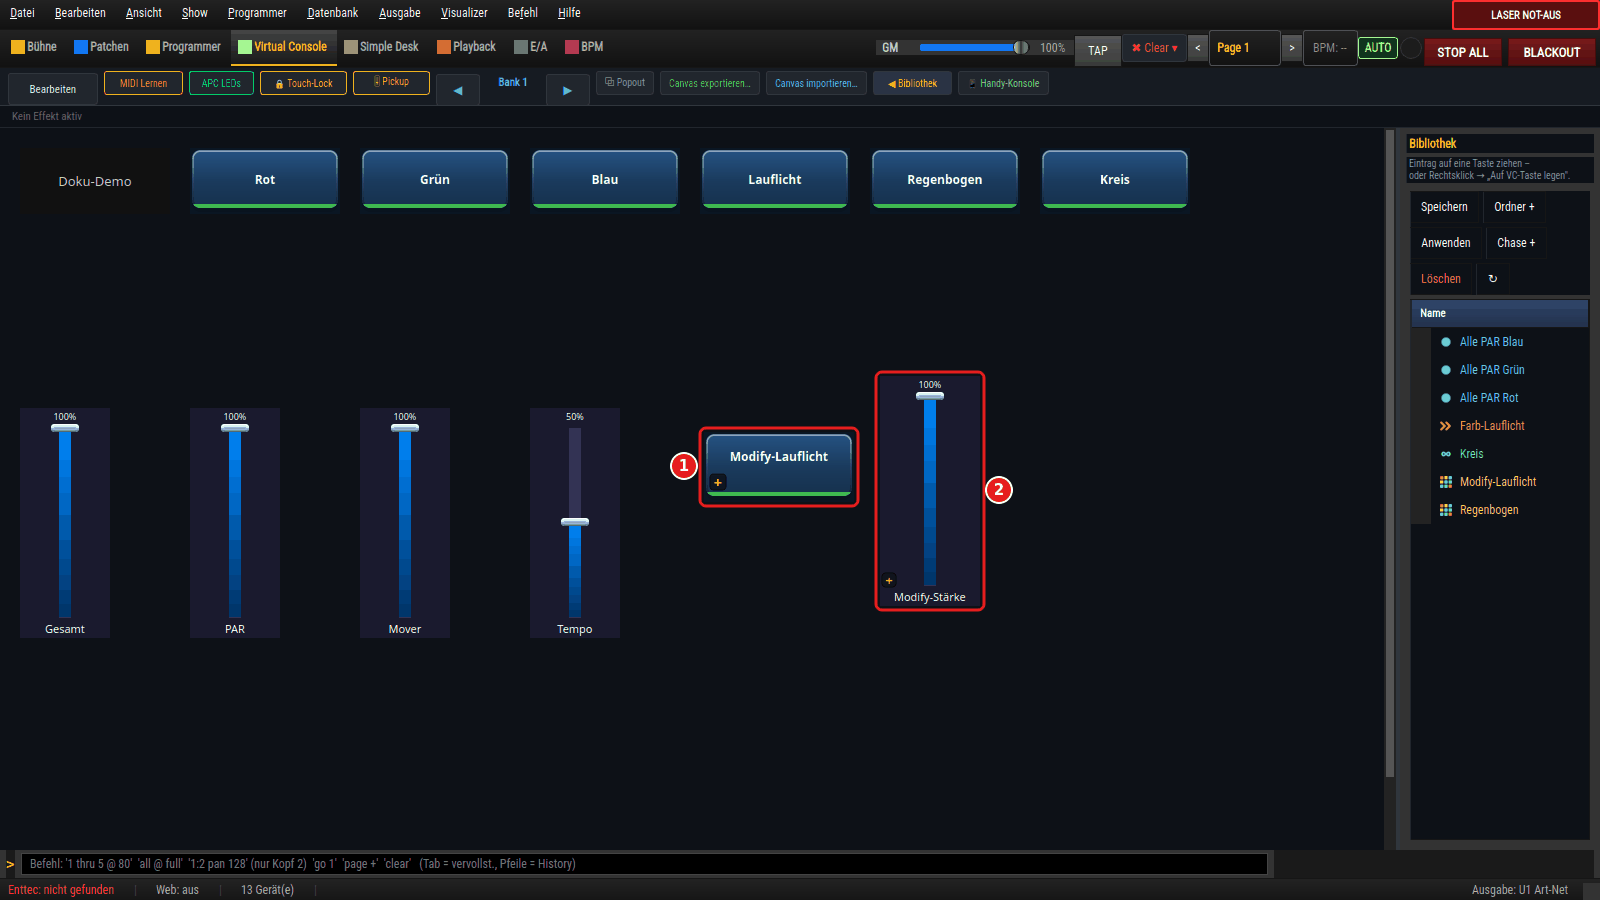 Datei Bearbeiten Ansicht Show Programmer Datenbank Ausgabe Visualizer Befehl Hilfe
LASER NOT-AUS
Bühne Patchen Programmer Virtual Console Simple Desk Playback E/A BPM
GM 100% TAP ✖ Clear ▾ < Page 1 > BPM: -- AUTO STOP ALL BLACKOUT
Bearbeiten MIDI Lernen APC LEDs Touch-Lock Pickup ◀ Bank 1 ▶ Popout Canvas exportieren... Canvas importieren... ◀ Bibliothek Handy-Konsole
Kein Effekt aktiv
Doku-Demo Rot Grün Blau Lauflicht Regenbogen Kreis
100% Gesamt
100% PAR
100% Mover
50% Tempo
1
Modify-Lauflicht
+
100%
2
+
Modify-Stärke
Bibliothek
Eintrag auf eine Taste ziehen –
oder Rechtsklick → „Auf VC-Taste legen".
Speichern Ordner +
Anwenden Chase +
Löschen ↻
Name
Alle PAR Blau
Alle PAR Grün
Alle PAR Rot
Farb-Lauflicht
Kreis
Modify-Lauflicht
Regenbogen
> Befehl: '1 thru 5 @ 80' 'all @ full' '1:2 pan 128' (nur Kopf 2) 'go 1' 'page +' 'clear' (Tab = vervollst., Pfeile = History)
Enttec: nicht gefunden Web: aus 13 Gerät(e) Ausgabe: U1 Art-Net